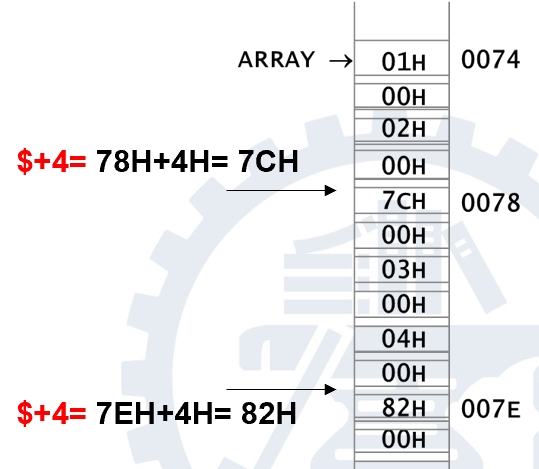 ARRAY → 01H 0074
00H
02H
$+4= 78H+4H= 7CH 00H
7CH 0078
00H
03H
00H
04H
00H
$+4= 7EH+4H= 82H 82H 007E
00H